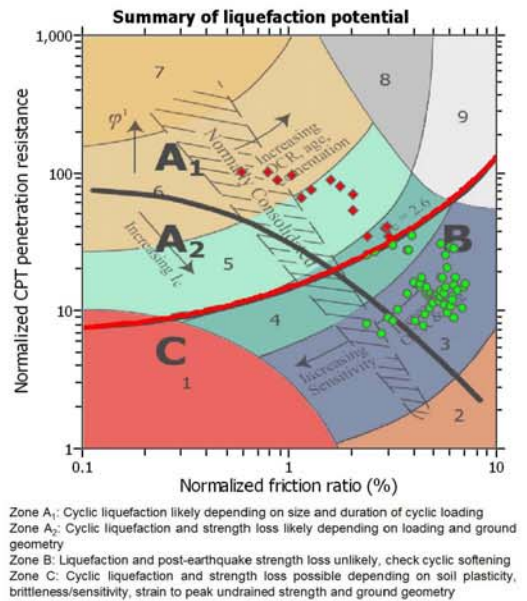 Summary of liquefaction potential
1,000
7
8
9
φ'
Normally Consolidated
Increasing
OCR, age,
cementation
100
A1
6
A2
Increasing Ic
5
Ic = 2.6
B
10
4
C
1
Increasing
Sensitivity
3
2
1
0.1
1
10
Normalized CPT penetration resistance
Normalized friction ratio (%)
Zone A1: Cyclic liquefaction likely depending on size and duration of cyclic loading
Zone A2: Cyclic liquefaction and strength loss likely depending on loading and ground
geometry
Zone B: Liquefaction and post-earthquake strength loss unlikely, check cyclic softening
Zone C: Cyclic liquefaction and strength loss possible depending on soil plasticity,
brittleness/sensitivity, strain to peak undrained strength and ground geometry